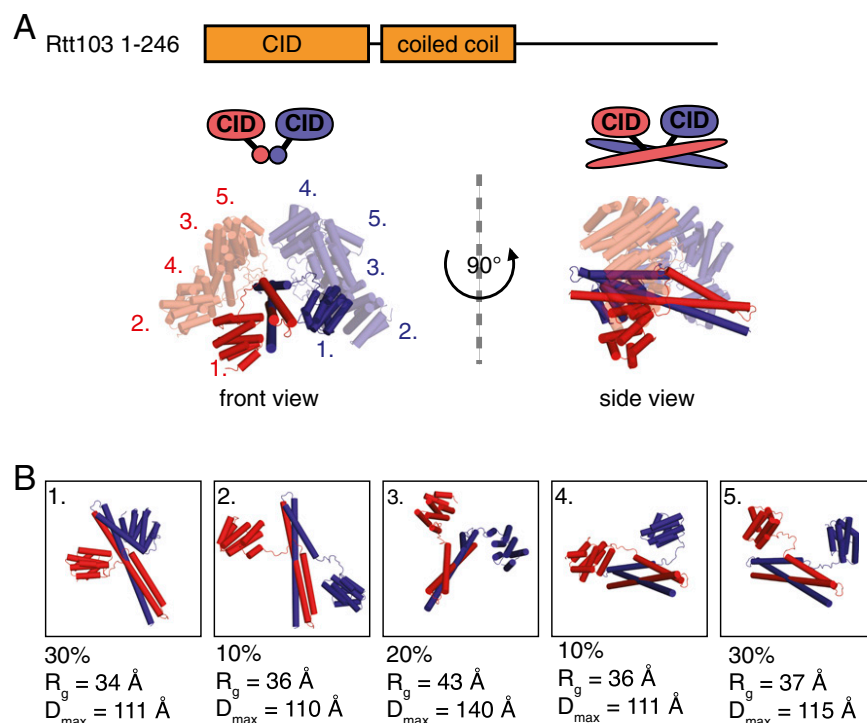 A
Rtt103 1-246
CID
coiled coil
CID CID
CID CID
5.
3.
4.
2.
1.
4.
5.
3.
2.
1.
90°
front view
side view
B
1.
2.
3.
4.
5.
30%
Rg = 34 Å
Dmax = 111 Å
10%
Rg = 36 Å
Dmax = 110 Å
20%
Rg = 43 Å
Dmax = 140 Å
10%
Rg = 36 Å
Dmax = 111 Å
30%
Rg = 37 Å
Dmax = 115 Å